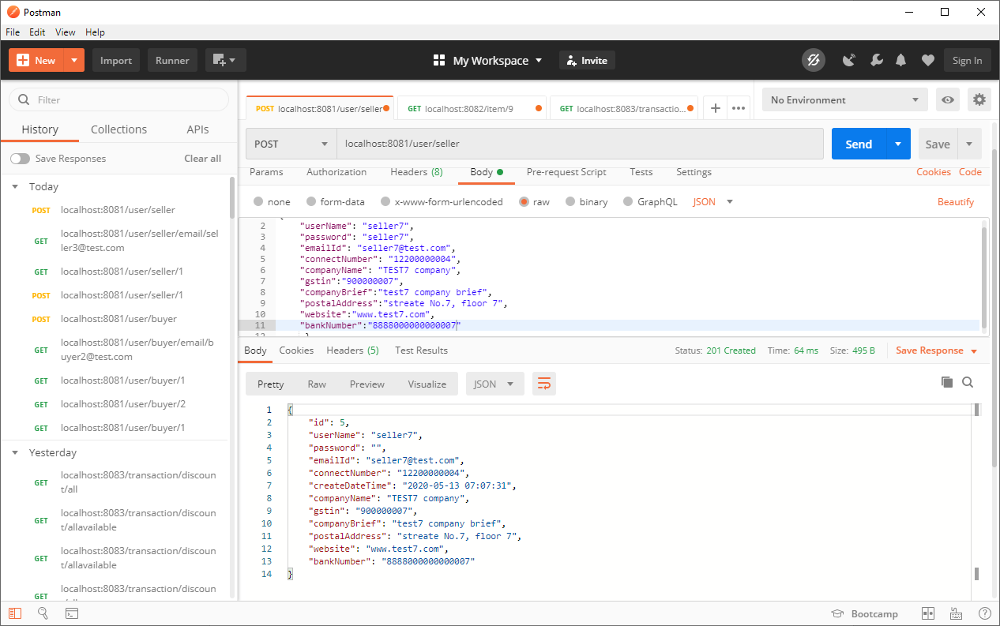 Postman
File Edit View Help
New Import Runner My Workspace Invite Sign In
Filter
History Collections APIs
Save Responses Clear all
Today
POST localhost:8081/user/seller
GET localhost:8081/user/seller/email/sel
ler3@test.com
GET localhost:8081/user/seller/1
POST localhost:8081/user/seller/1
POST localhost:8081/user/buyer
GET localhost:8081/user/buyer/email/b
uyer2@test.com
GET localhost:8081/user/buyer/1
GET localhost:8081/user/buyer/2
GET localhost:8081/user/buyer/1
Yesterday
GET localhost:8083/transaction/discoun
t/all
GET localhost:8083/transaction/discoun
t/allavailable
GET localhost:8083/transaction/discoun
t/allavailable
GET localhost:8083/transaction/discoun
POST localhost:8081/user/seller GET localhost:8082/item/9 GET localhost:8083/transactio... No Environment
POST localhost:8081/user/seller Send Save
Params Authorization Headers (8) Body Pre-request Script Tests Settings Cookies Code
none form-data x-www-form-urlencoded raw binary GraphQL JSON Beautify
2 "userName": "seller7",
3 "password": "seller7",
4 "emailId": "seller7@test.com",
5 "connectNumber": "12200000004",
6 "companyName": "TEST7 company",
7 "gstin":"900000007",
8 "companyBrief":"test7 company brief",
9 "postalAddress":"streate No.7, floor 7",
10 "website":"www.test7.com",
11 "bankNumber":"8888000000000007"
12 }
Body Cookies Headers (5) Test Results Status: 201 Created Time: 64 ms Size: 495 B Save Response
Pretty Raw Preview Visualize JSON
1 {
2 "id": 5,
3 "userName": "seller7",
4 "password": "",
5 "emailId": "seller7@test.com",
6 "connectNumber": "12200000004",
7 "createDateTime": "2020-05-13 07:07:31",
8 "companyName": "TEST7 company",
9 "gstin": "900000007",
10 "companyBrief": "test7 company brief",
11 "postalAddress": "streate No.7, floor 7",
12 "website": "www.test7.com",
13 "bankNumber": "8888000000000007"
14 }
Bootcamp